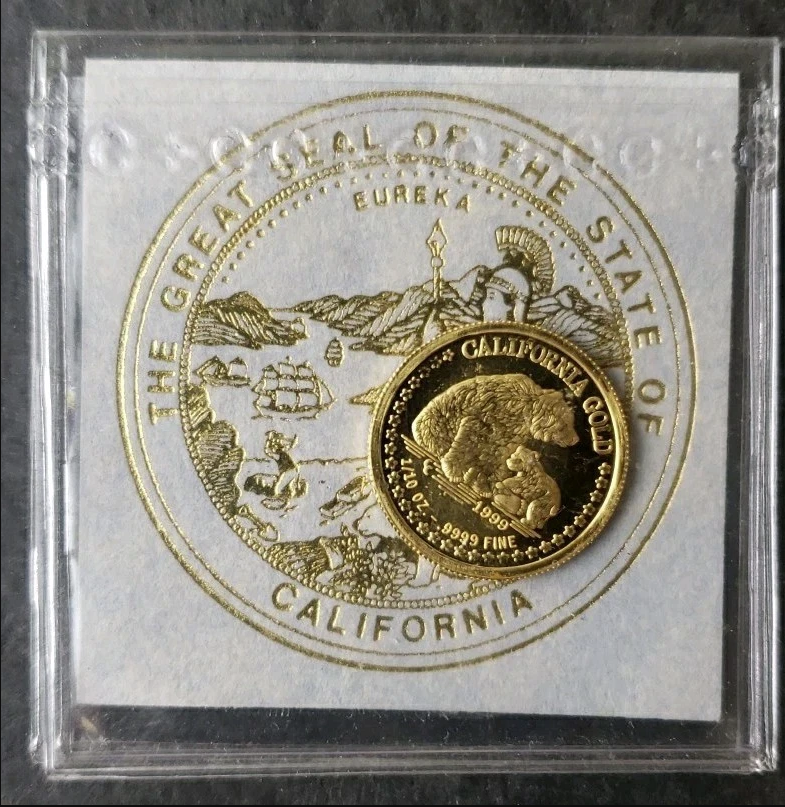 THE GREAT SEAL OF THE STATE OF
EUREKA
CALIFORNIA GOLD
1999
1/10 OZ. .9999 FINE
CALIFORNIA